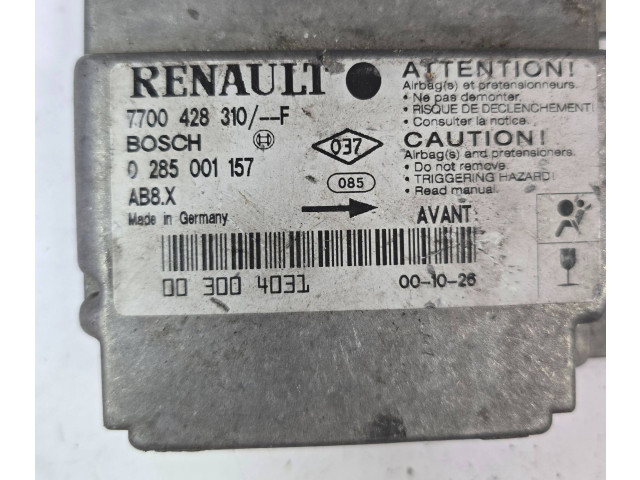 RENAULT
7700 428 310/--F
BOSCH
0 285 001 157
AB8.X
Made in Germany
037
085
ATTENTION!
Airbag(s) et pretensionneurs.
• Ne pas demonter.
• RISQUE DE DECLENCHEMENT!
• Consulter la notice.
CAUTION!
Airbag(s) and pretensioners.
• Do not remove.
• TRIGGERING HAZARD!
• Read manual.
AVANT
00 300 4031
00-10-26